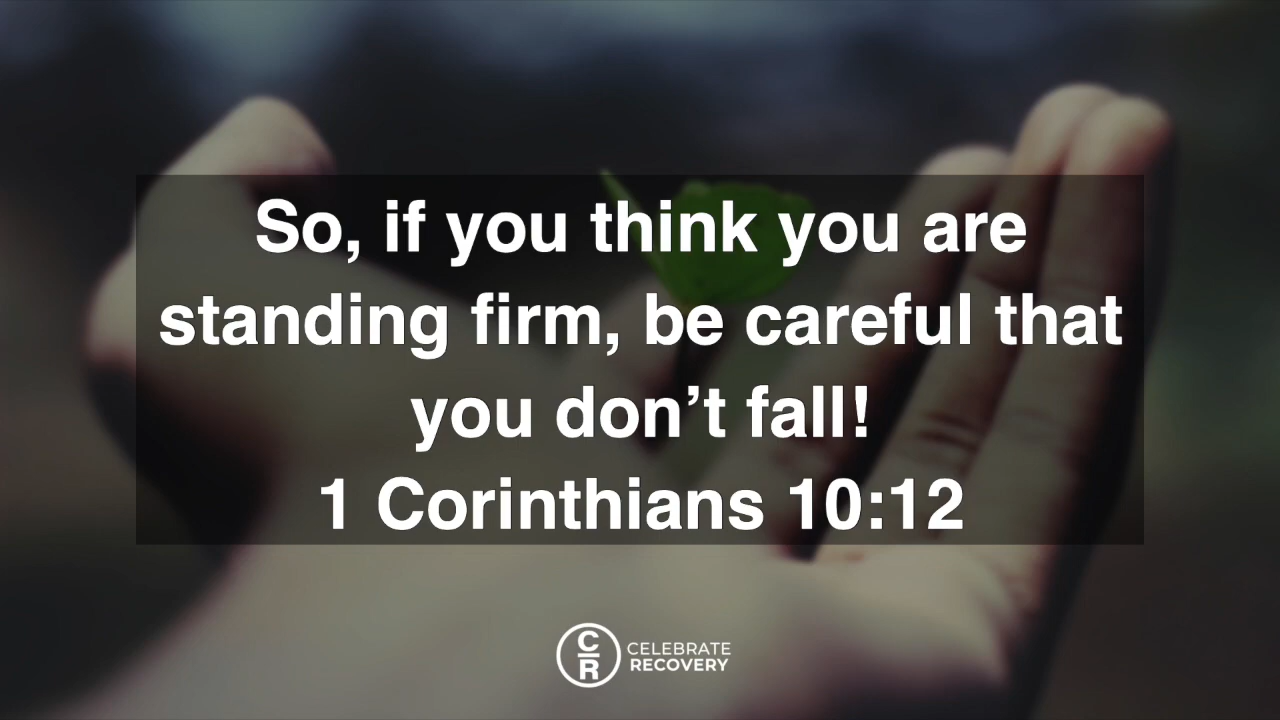 So, if you think you are
standing firm, be careful that
you don’t fall!
1 Corinthians 10:12
C
R
CELEBRATE
RECOVERY